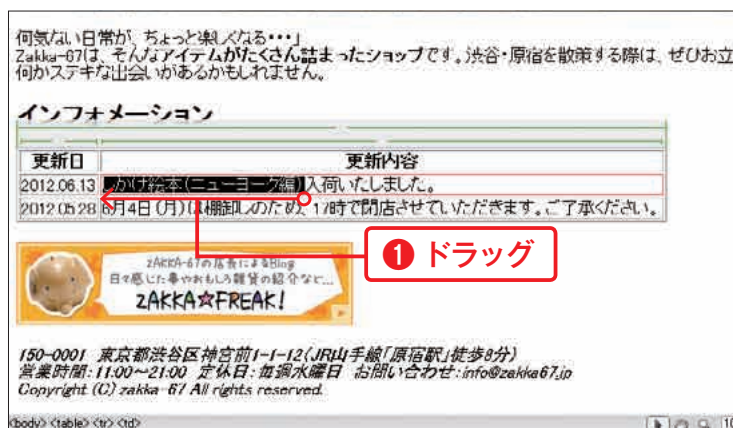 何気ない日常が、ちょっと楽しくなる・・・」
Zakka-67は、そんなアイテムがたくさん詰まったショップです。渋谷・原宿を散策する際は、ぜひお立
何かステキな出会いがあるかもしれません。
インフォメーション
更新日 更新内容
2012.06.13 しかけ絵本(ニューヨーク編)入荷いたしました。
2012.05.28 6月4日(月)は棚卸しのため、17時で閉店させていただきます。ご了承ください。
❶ ドラッグ
zAKKA-67の店長によるBlog
日々感じた事やおもしろ雑貨の紹介など...
zAKKA☆FREAK!
150-0001 東京都渋谷区神宮前1-1-12(JR山手線「原宿駅」徒歩8分)
営業時間:11:00~21:00 定休日:毎週水曜日 お問い合わせ:info@zakka67.jp
Copyright (C) zakka-67 All rights reserved.
<body> <table> <tr> <td>